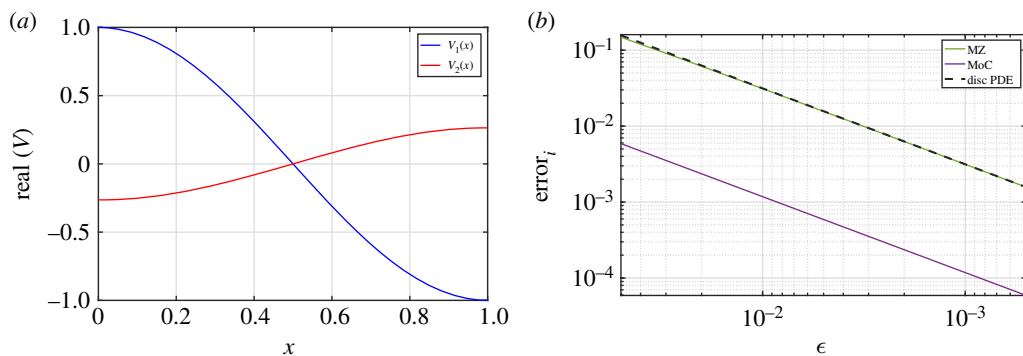 (a)
1.0
0.5
0
−0.5
−1.0
real (V)
V₁(x)
V₂(x)
0
0.2
0.4
0.6
0.8
1.0
x
(b)
10⁻¹
10⁻²
10⁻³
10⁻⁴
errorᵢ
MZ
MoC
disc PDE
10⁻²
10⁻³
ϵ